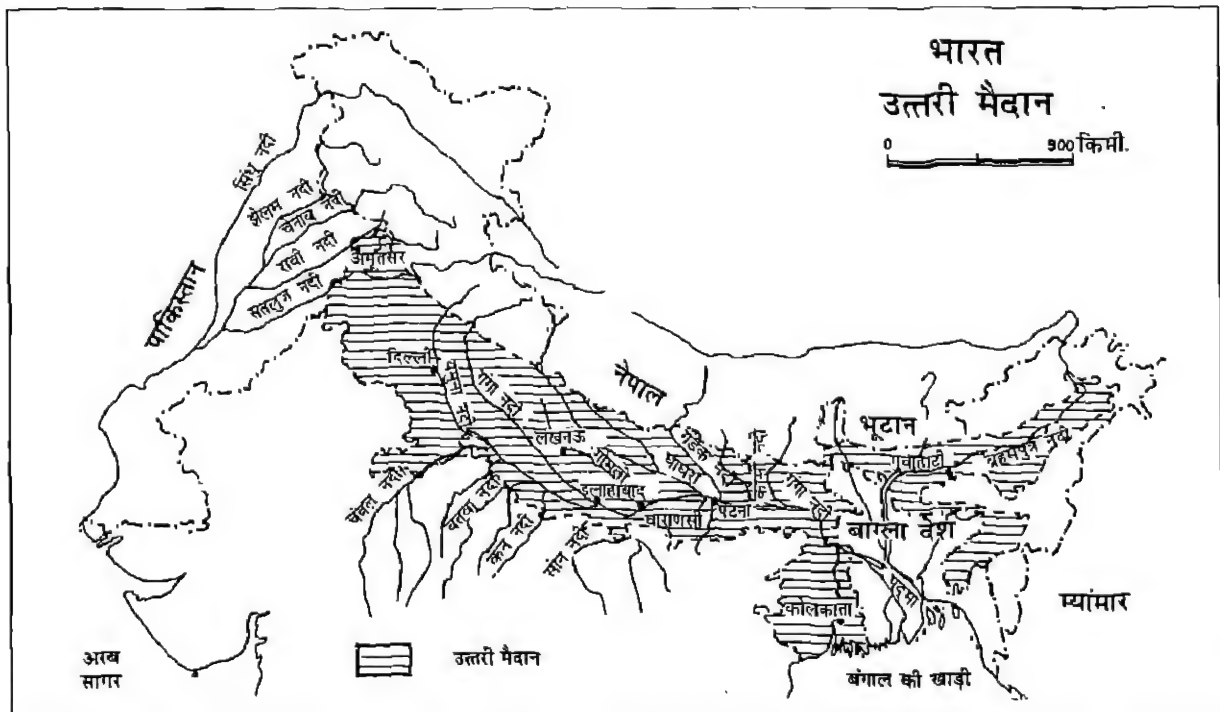 भारत
उत्तरी मैदान
0 900 किमी.
सिंधु नदी
झेलम नदी
चेनाब नदी
रावी नदी
अमृतसर
सतलुज नदी
पाकिस्तान
दिल्ली
यमुना नदी
गंगा नदी
नेपाल
लखनऊ
गोमती
घाघरा
गंडक नदी
भूटान
गुवाहाटी
ब्रह्मपुत्र नदी
चंबल नदी
बेतवा नदी
केन नदी
सोन नदी
इलाहाबाद
वाराणसी
पटना
गंगा नदी
बांग्ला देश
पद्मा
कोलकाता
म्यांमार
अरब
सागर
उत्तरी मैदान
बंगाल की खाड़ी